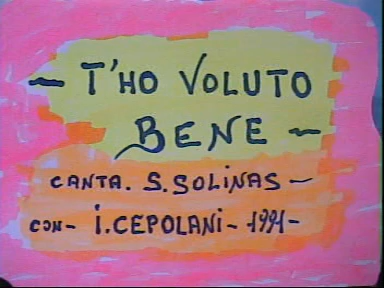 ~ T'HO VOLUTO
BENE ~
CANTA. S. SOLINAS ~
CON- I. CEPOLANI - 1991 -